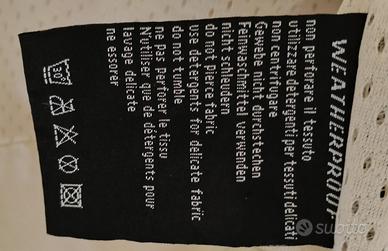 WEATHERPROOF
non perforare il tessuto
utilizzare detergenti per tessuti delicati
non centrifugare
Gewebe nicht durchstechen
Feinwaschmittel verwenden
nicht schleudern
do not pierce fabric
use detergents for delicate fabric
do not tumble
ne pas perforer le tissu
N'utiliser que de détergents pour
lavage delicate
ne essorer
30°
subito